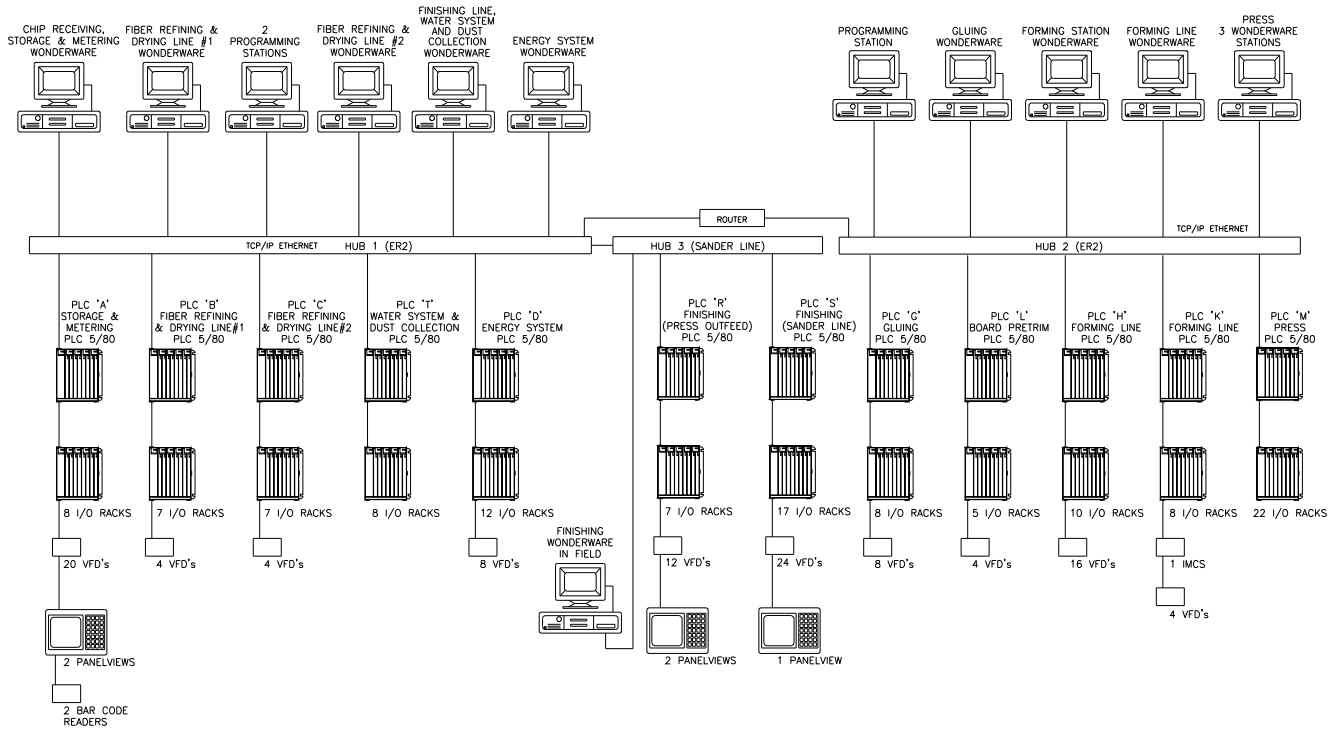 CHIP RECEIVING,
STORAGE & METERING
WONDERWARE
FIBER REFINING &
DRYING LINE #1
WONDERWARE
2
PROGRAMMING
STATIONS
FIBER REFINING &
DRYING LINE #2
WONDERWARE
FINISHING LINE,
WATER SYSTEM
AND DUST
COLLECTION
WONDERWARE
ENERGY SYSTEM
WONDERWARE
PROGRAMMING
STATION
GLUING
WONDERWARE
FORMING STATION
WONDERWARE
FORMING LINE
WONDERWARE
PRESS
3 WONDERWARE
STATIONS
ROUTER
TCP/IP ETHERNET
TCP/IP ETHERNET HUB 1 (ER2)
HUB 3 (SANDER LINE)
HUB 2 (ER2)
PLC 'A'
STORAGE &
METERING
PLC 5/80
PLC 'B'
FIBER REFINING
& DRYING LINE#1
PLC 5/80
PLC 'C'
FIBER REFINING
& DRYING LINE#2
PLC 5/80
PLC 'T'
WATER SYSTEM &
DUST COLLECTION
PLC 5/80
PLC 'D'
ENERGY SYSTEM
PLC 5/80
PLC 'R'
FINISHING
(PRESS OUTFEED)
PLC 5/80
PLC 'S'
FINISHING
(SANDER LINE)
PLC 5/80
PLC 'G'
GLUING
PLC 5/80
PLC 'L'
BOARD PRETRIM
PLC 5/80
PLC 'H'
FORMING LINE
PLC 5/80
PLC 'K'
FORMING LINE
PLC 5/80
PLC 'M'
PRESS
PLC 5/80
8 I/O RACKS
7 I/O RACKS
7 I/O RACKS
8 I/O RACKS
12 I/O RACKS
7 I/O RACKS
17 I/O RACKS
8 I/O RACKS
5 I/O RACKS
10 I/O RACKS
8 I/O RACKS
22 I/O RACKS
FINISHING
WONDERWARE
IN FIELD
20 VFD's
4 VFD's
4 VFD's
8 VFD's
12 VFD's
24 VFD's
8 VFD's
4 VFD's
16 VFD's
1 IMCS
4 VFD's
2 PANELVIEWS
2 PANELVIEWS
1 PANELVIEW
2 BAR CODE
READERS